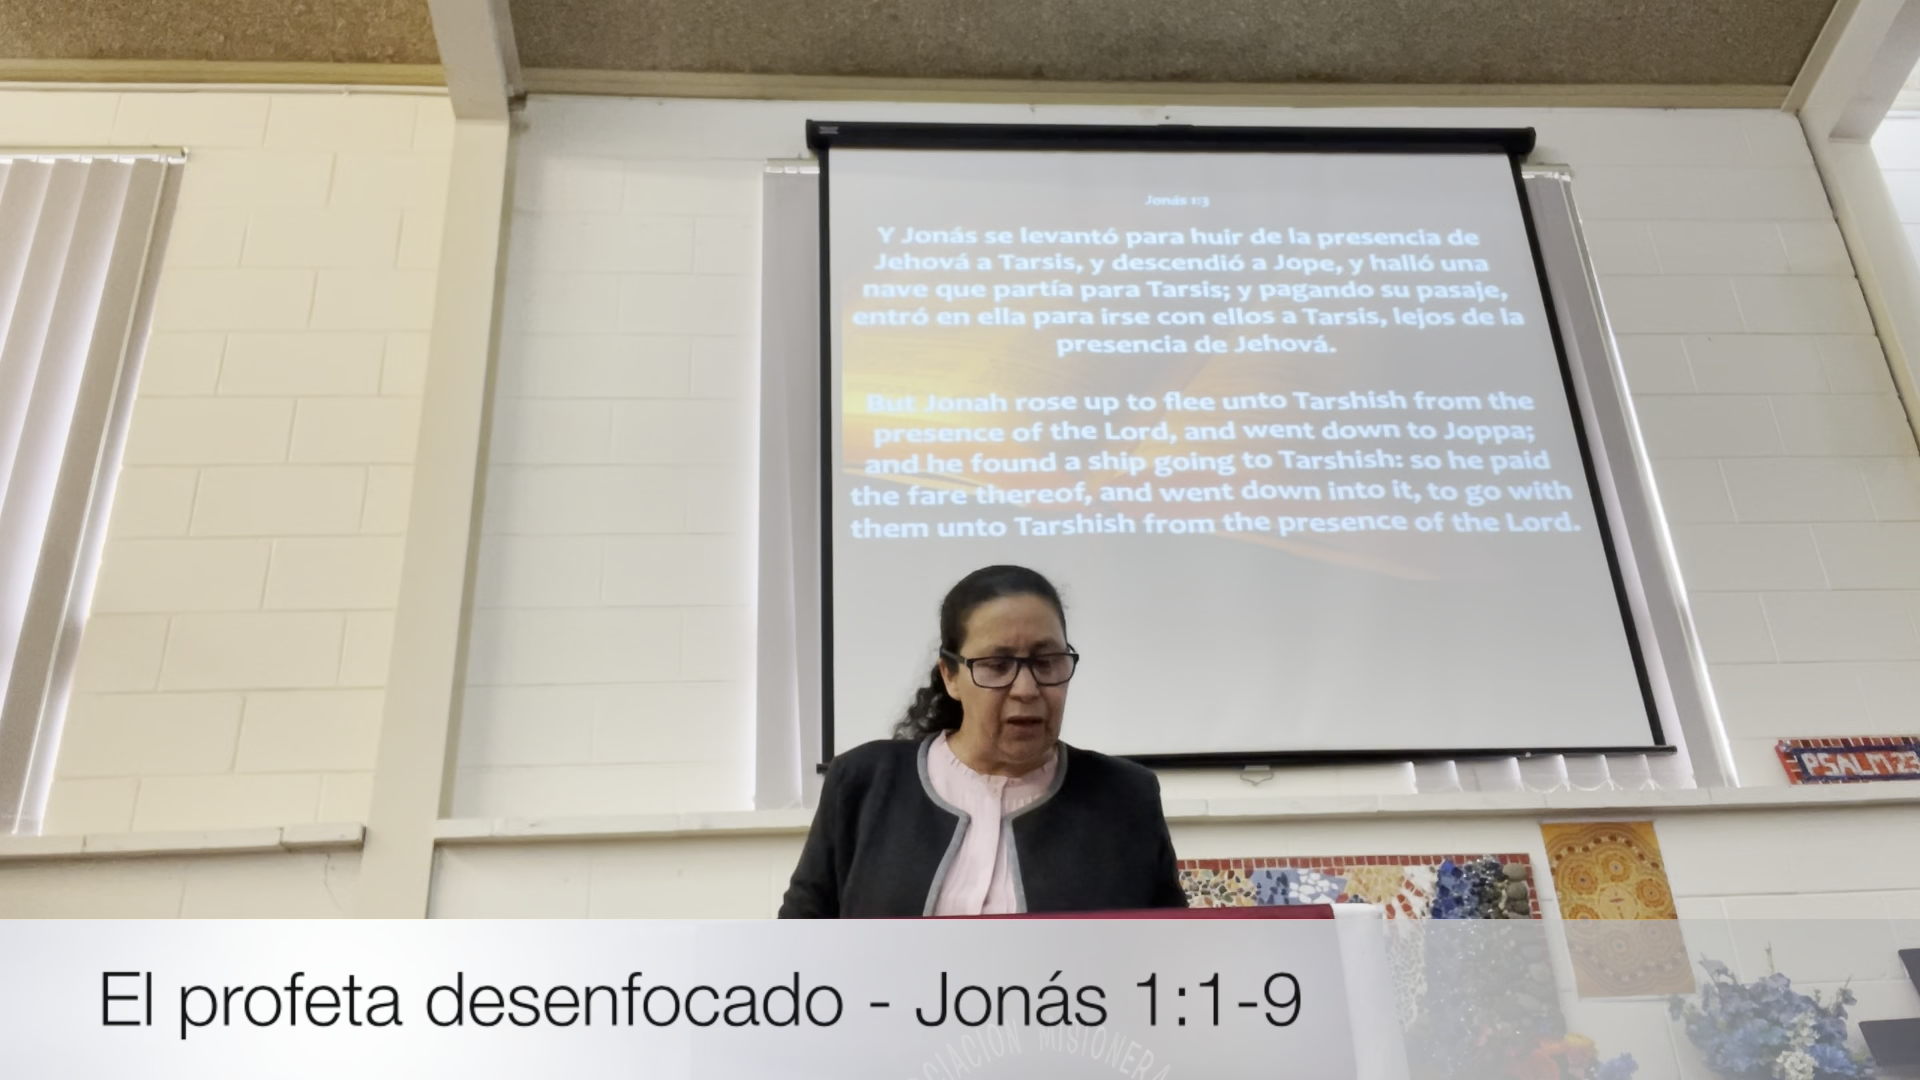 Jonás 1:3
Y Jonás se levantó para huir de la presencia de
Jehová a Tarsis, y descendió a Jope, y halló una
nave que partía para Tarsis; y pagando su pasaje,
entró en ella para irse con ellos a Tarsis, lejos de la
presencia de Jehová.
But Jonah rose up to flee unto Tarshish from the
presence of the Lord, and went down to Joppa;
and he found a ship going to Tarshish: so he paid
the fare thereof, and went down into it, to go with
them unto Tarshish from the presence of the Lord.
PSALM 23
El profeta desenfocado - Jonás 1:1-9
MISIONERA